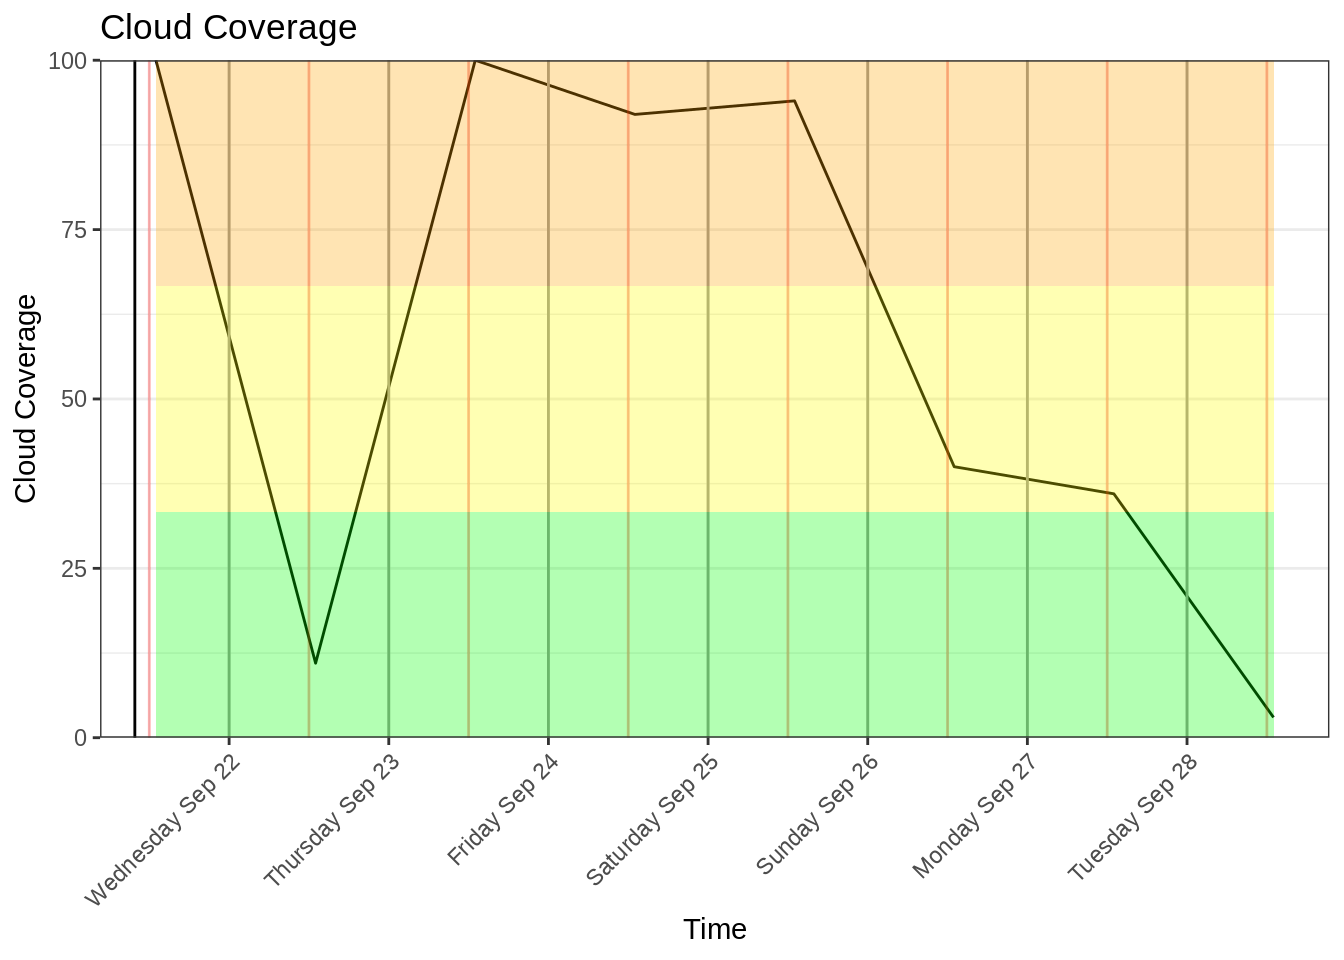 Cloud Coverage
Cloud Coverage
100
75
50
25
0
Wednesday Sep 22
Thursday Sep 23
Friday Sep 24
Saturday Sep 25
Sunday Sep 26
Monday Sep 27
Tuesday Sep 28
Time